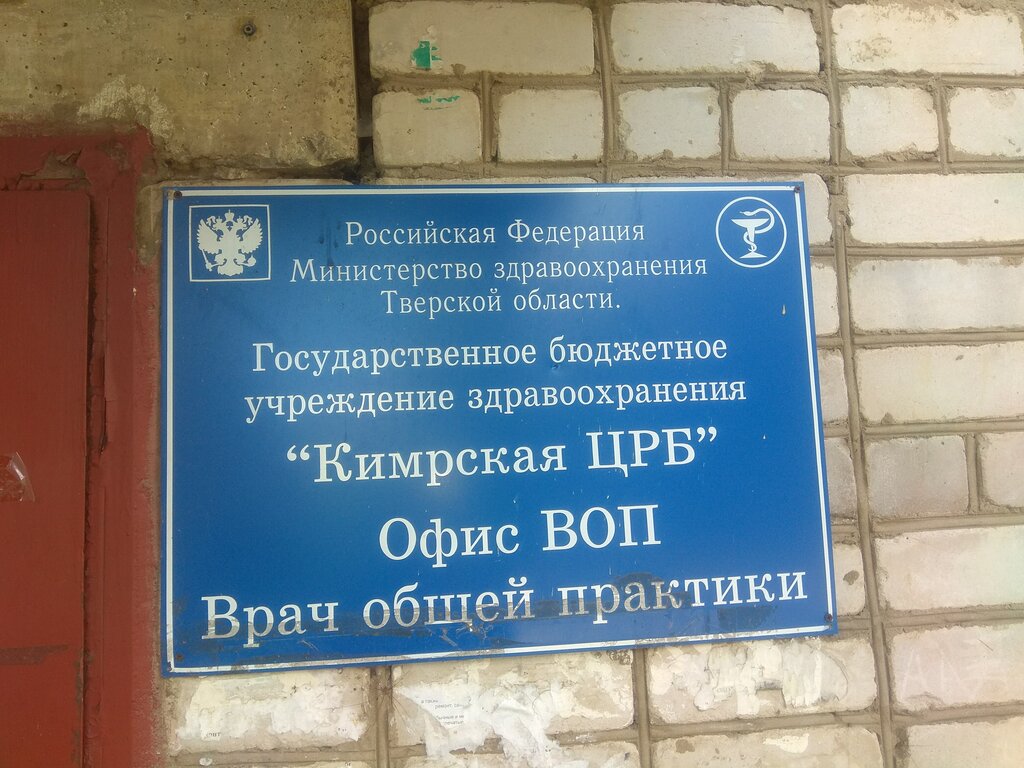 Российская Федерация
Министерство здравоохранения
Тверской области.
Государственное бюджетное
учреждение здравоохранения
“Кимрская ЦРБ”
Офис ВОП
Врач общей практики